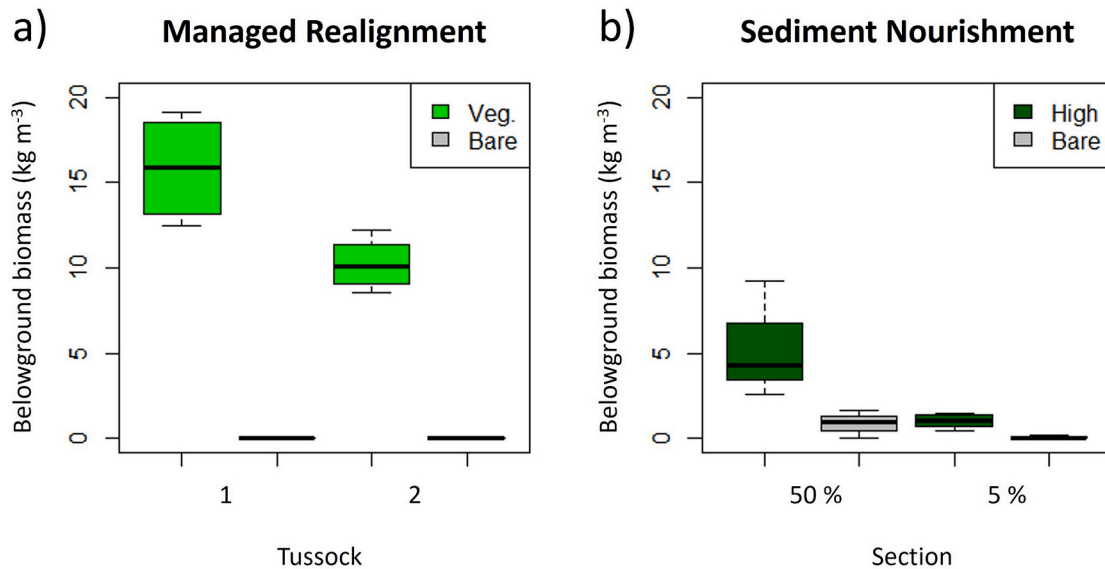 a)
Managed Realignment
Belowground biomass (kg m⁻³)
20
15
10
5
0
Veg.
Bare
1
2
Tussock
b)
Sediment Nourishment
Belowground biomass (kg m⁻³)
20
15
10
5
0
High
Bare
50 %
5 %
Section